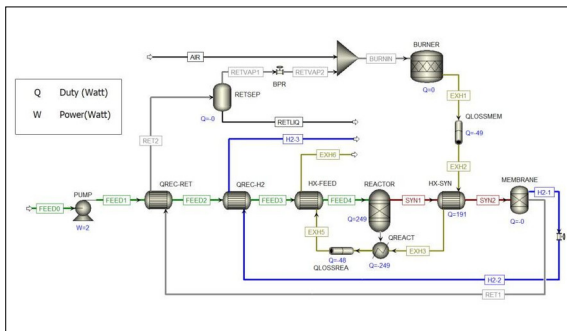 Q Duty (Watt)
W Power(Watt)
AIR
RETVAP1
BPR
RETVAP2
BURNIN
BURNER
Q=0
EXH1
RETSEP
Q=-0
RETLIQ
RET2
H2-3
QLOSSMEM
Q=-49
EXH6
EXH2
PUMP
QREC-RET
QREC-H2
HX-FEED
REACTOR
HX-SYN
MEMBRANE
FEED0
W=2
FEED1
FEED2
FEED3
FEED4
Q=249
SYN1
Q=191
SYN2
Q=-0
H2-1
EXH5
QREACT
Q=-48
QLOSSREA
Q=-249
EXH3
H2-2
RET1